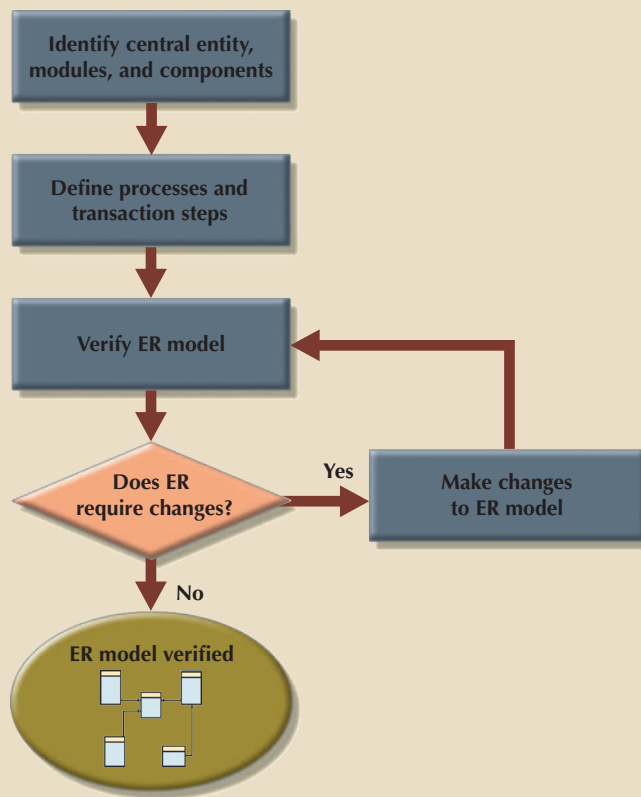 Identify central entity,
modules, and components
Define processes and
transaction steps
Verify ER model
Does ER
require changes?
Yes
Make changes
to ER model
No
ER model verified